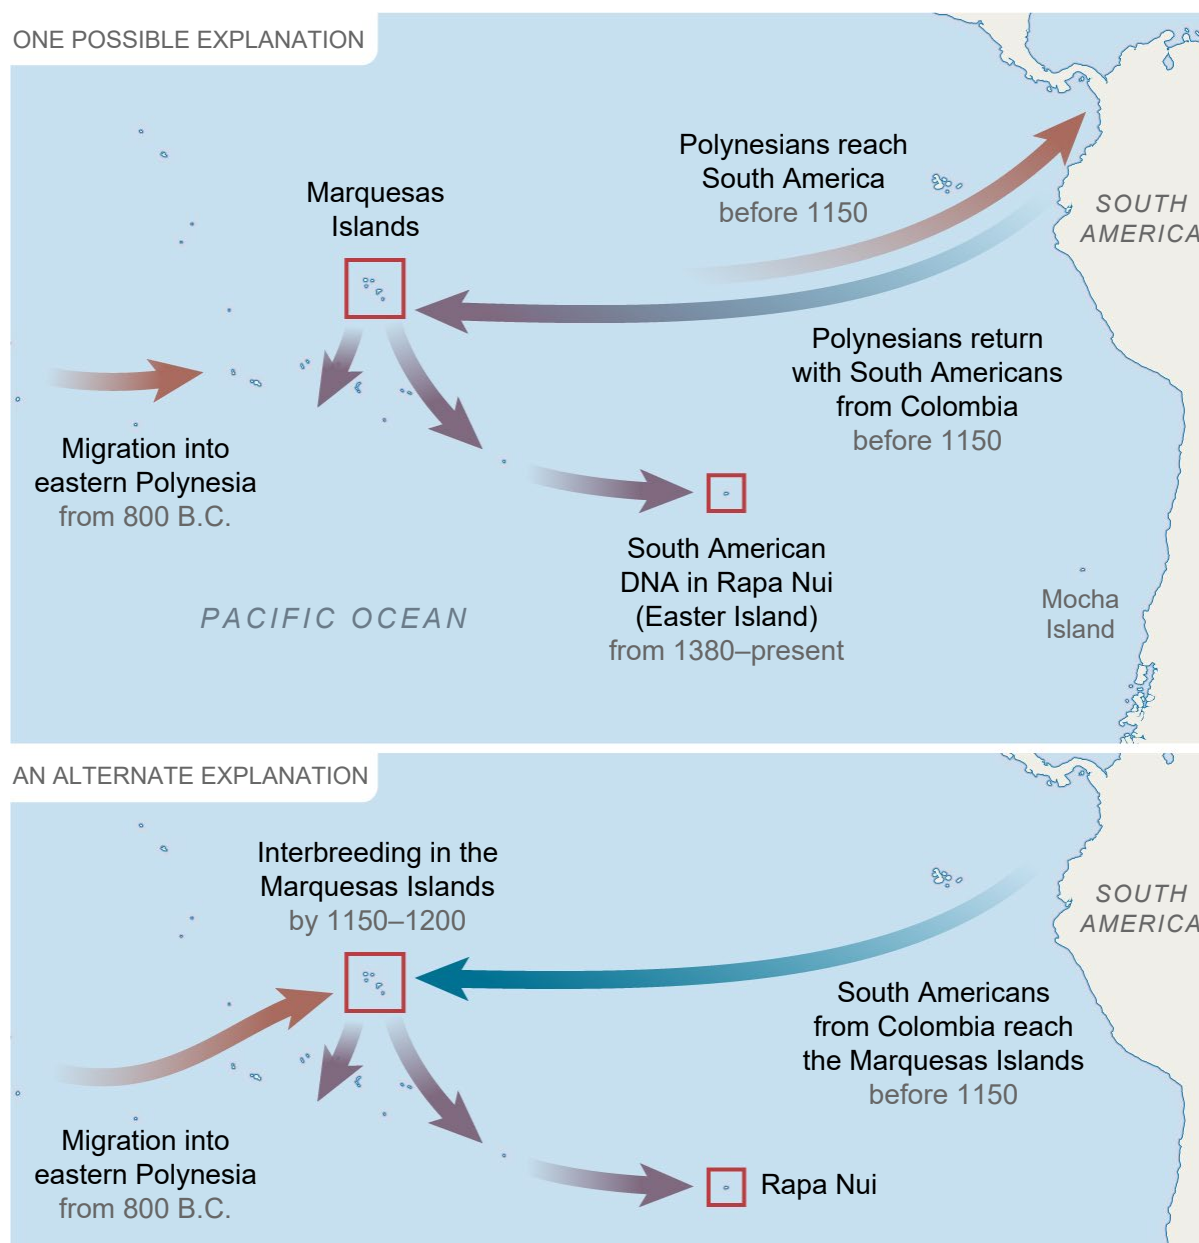 ONE POSSIBLE EXPLANATION
Polynesians reach
South America
before 1150
Marquesas
Islands
SOUTH
AMERICA
Polynesians return
with South Americans
from Colombia
before 1150
Migration into
eastern Polynesia
from 800 B.C.
South American
DNA in Rapa Nui
(Easter Island)
from 1380–present
Mocha
Island
PACIFIC OCEAN
AN ALTERNATE EXPLANATION
Interbreeding in the
Marquesas Islands
by 1150–1200
SOUTH
AMERICA
South Americans
from Colombia reach
the Marquesas Islands
before 1150
Migration into
eastern Polynesia
from 800 B.C.
Rapa Nui